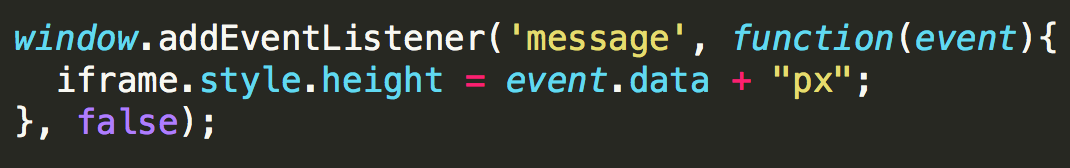 window.addEventListener('message', function(event){
  iframe.style.height = event.data + "px";
}, false);